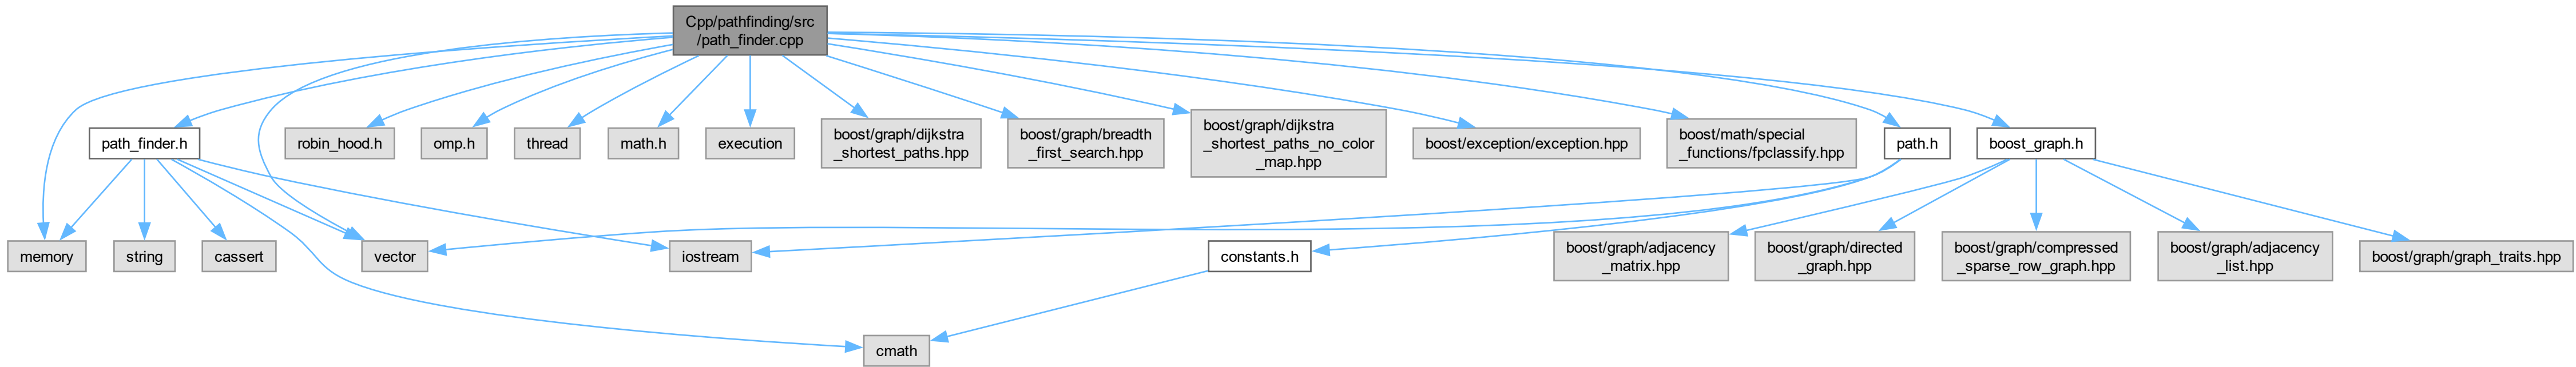 Cpp/pathfinding/src
/path_finder.cpp
path_finder.h
robin_hood.h
omp.h
thread
math.h
execution
boost/graph/dijkstra
_shortest_paths.hpp
boost/graph/breadth
_first_search.hpp
boost/graph/dijkstra
_shortest_paths_no_color
_map.hpp
boost/exception/exception.hpp
boost/math/special
_functions/fpclassify.hpp
path.h
boost_graph.h
memory
string
cassert
vector
iostream
constants.h
boost/graph/adjacency
_matrix.hpp
boost/graph/directed
_graph.hpp
boost/graph/compressed
_sparse_row_graph.hpp
boost/graph/adjacency
_list.hpp
boost/graph/graph_traits.hpp
cmath